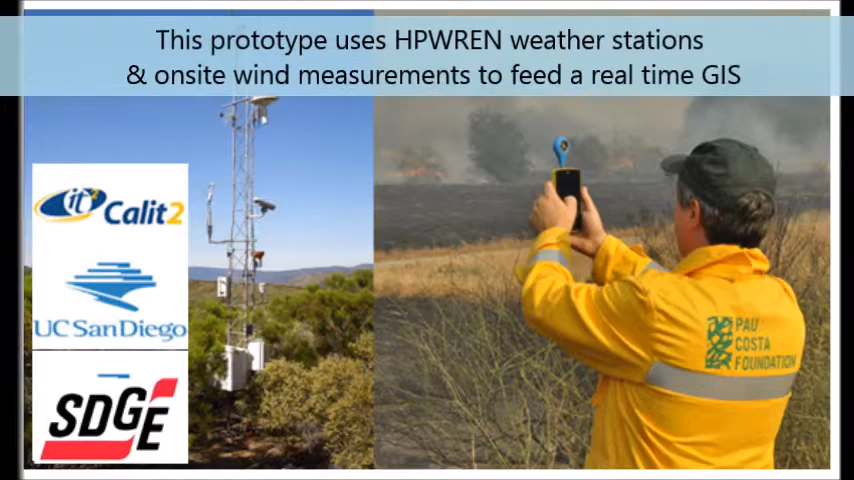 This prototype uses HPWREN weather stations
& onsite wind measurements to feed a real time GIS
it2
Calit2
UC San Diego
SDGE
PAU
COSTA
FOUNDATION